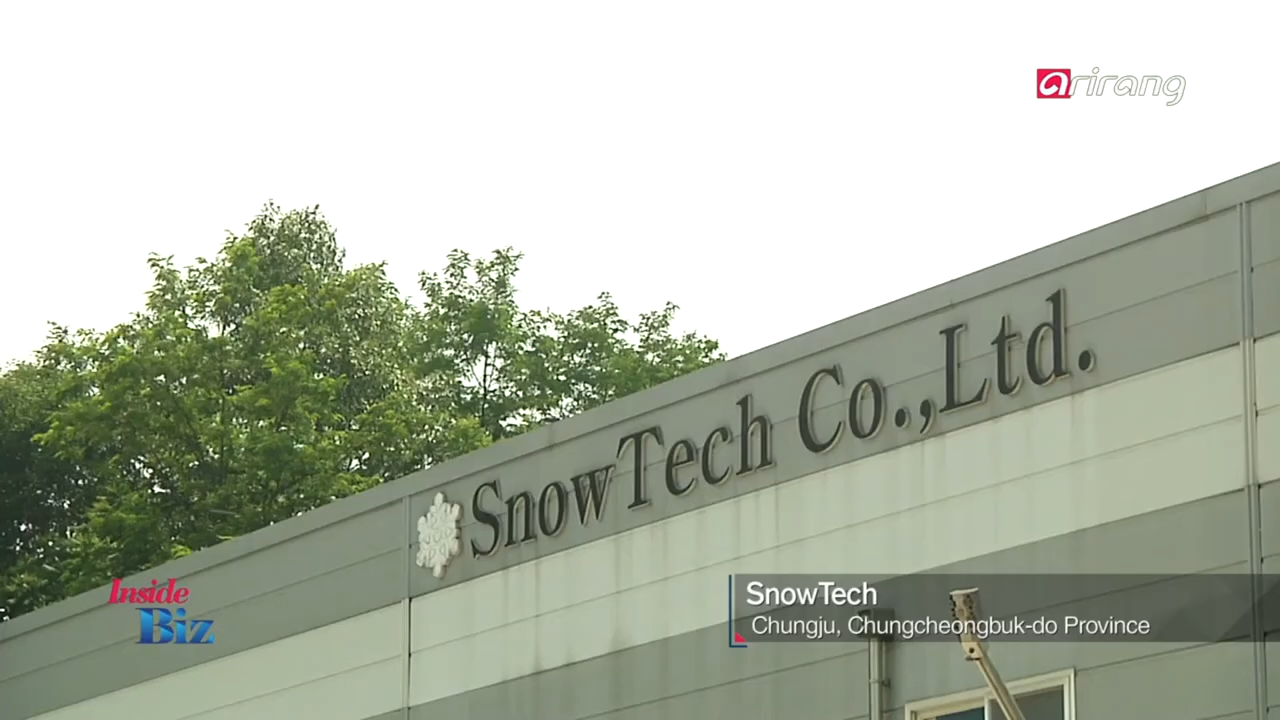 arirang
SnowTech Co.,Ltd.
Inside
Biz
SnowTech
Chungju, Chungcheongbuk-do Province